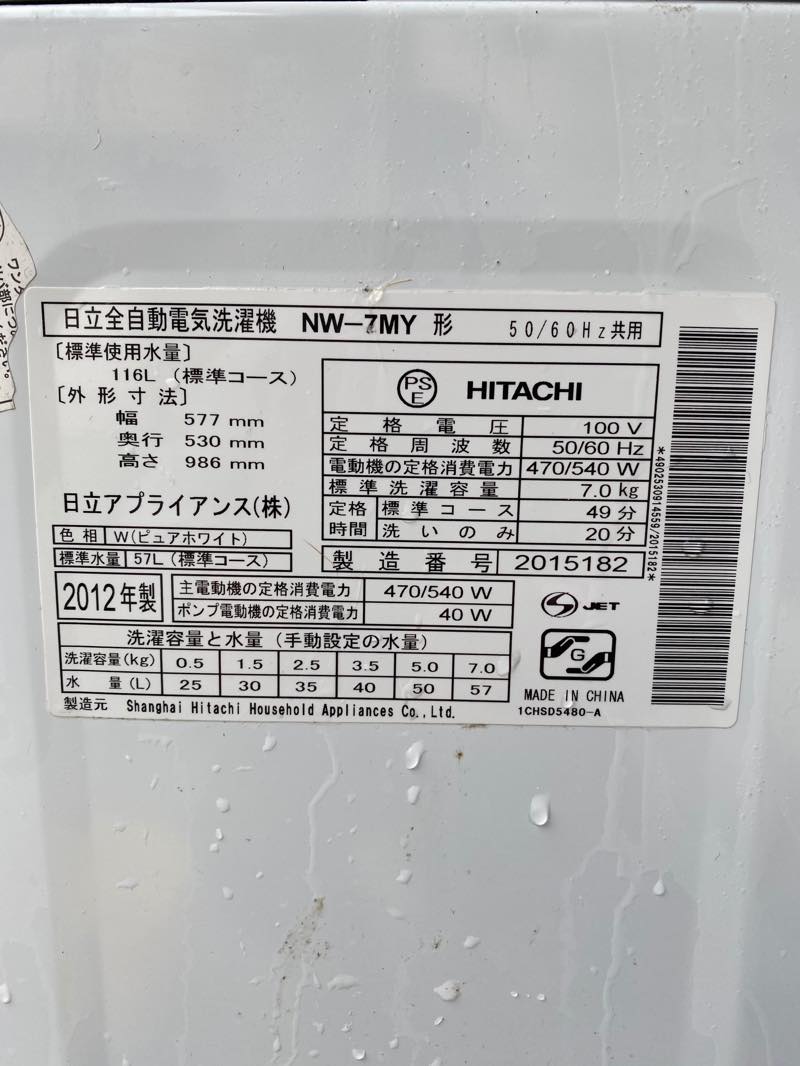 日立全自動電気洗濯機 NW-7MY 形 50/60Hz共用
〔標準使用水量〕
116L (標準コース)
〔外形寸法〕
幅 577 mm
奥行 530 mm
高さ 986 mm
日立アプライアンス(株)
色相 W(ピュアホワイト)
標準水量 57L (標準コース)
PS E HITACHI
定格電圧 100 V
定格周波数 50/60 Hz
電動機の定格消費電力 470/540 W
標準洗濯容量 7.0 kg
定格時間 標準コース 49 分
洗いのみ 20 分
製造番号 2015182
2012年製
主電動機の定格消費電力 470/540 W
ポンプ電動機の定格消費電力 40 W
S JET
洗濯容量と水量 (手動設定の水量)
洗濯容量(kg) 0.5 1.5 2.5 3.5 5.0 7.0
水 量(L) 25 30 35 40 50 57
G
MADE IN CHINA
製造元 Shanghai Hitachi Household Appliances Co.,Ltd.
1CHSD5480-A
*4902530914559/2015182*